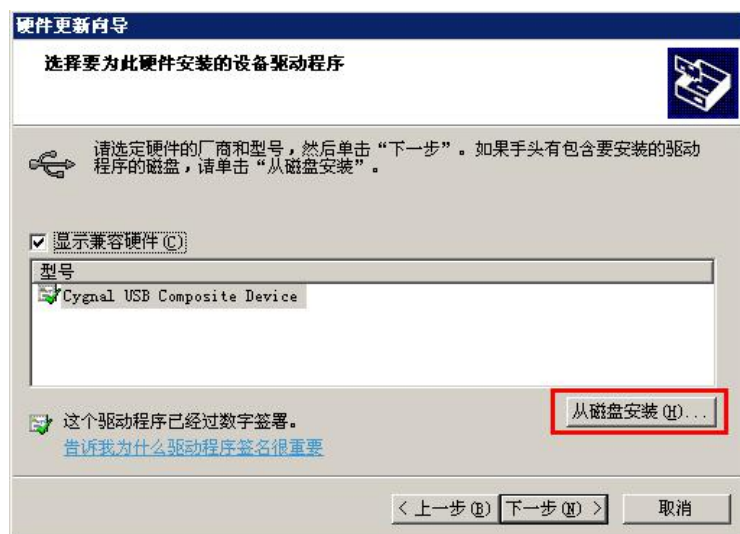 硬件更新向导
选择要为此硬件安装的设备驱动程序
请选定硬件的厂商和型号，然后单击“下一步”。如果手头有包含要安装的驱动
程序的磁盘，请单击“从磁盘安装”。
显示兼容硬件(C)
型号
Cygnal USB Composite Device
从磁盘安装(H)...
这个驱动程序已经过数字签署。
告诉我为什么驱动程序签名很重要
< 上一步(B) 下一步(N) > 取消